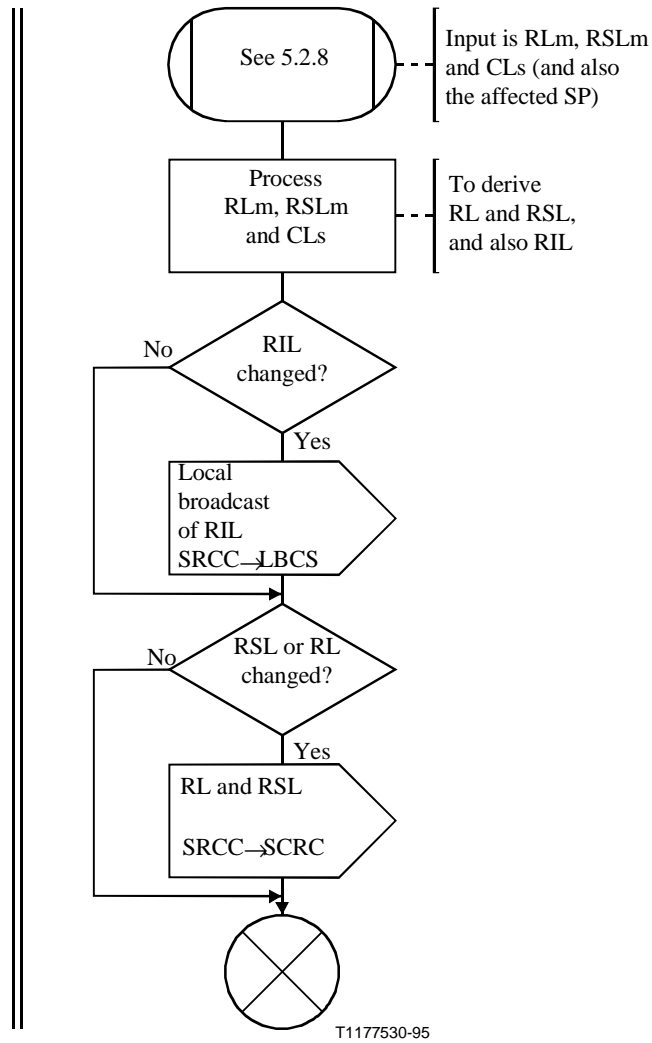 See 5.2.8
Input is RLm, RSLm
and CLs (and also
the affected SP)
Process
RLm, RSLm
and CLs
To derive
RL and RSL,
and also RIL
No
RIL
changed?
Yes
Local
broadcast
of RIL
SRCC→LBCS
No
RSL or RL
changed?
Yes
RL and RSL
SRCC→SCRC
T1177530-95